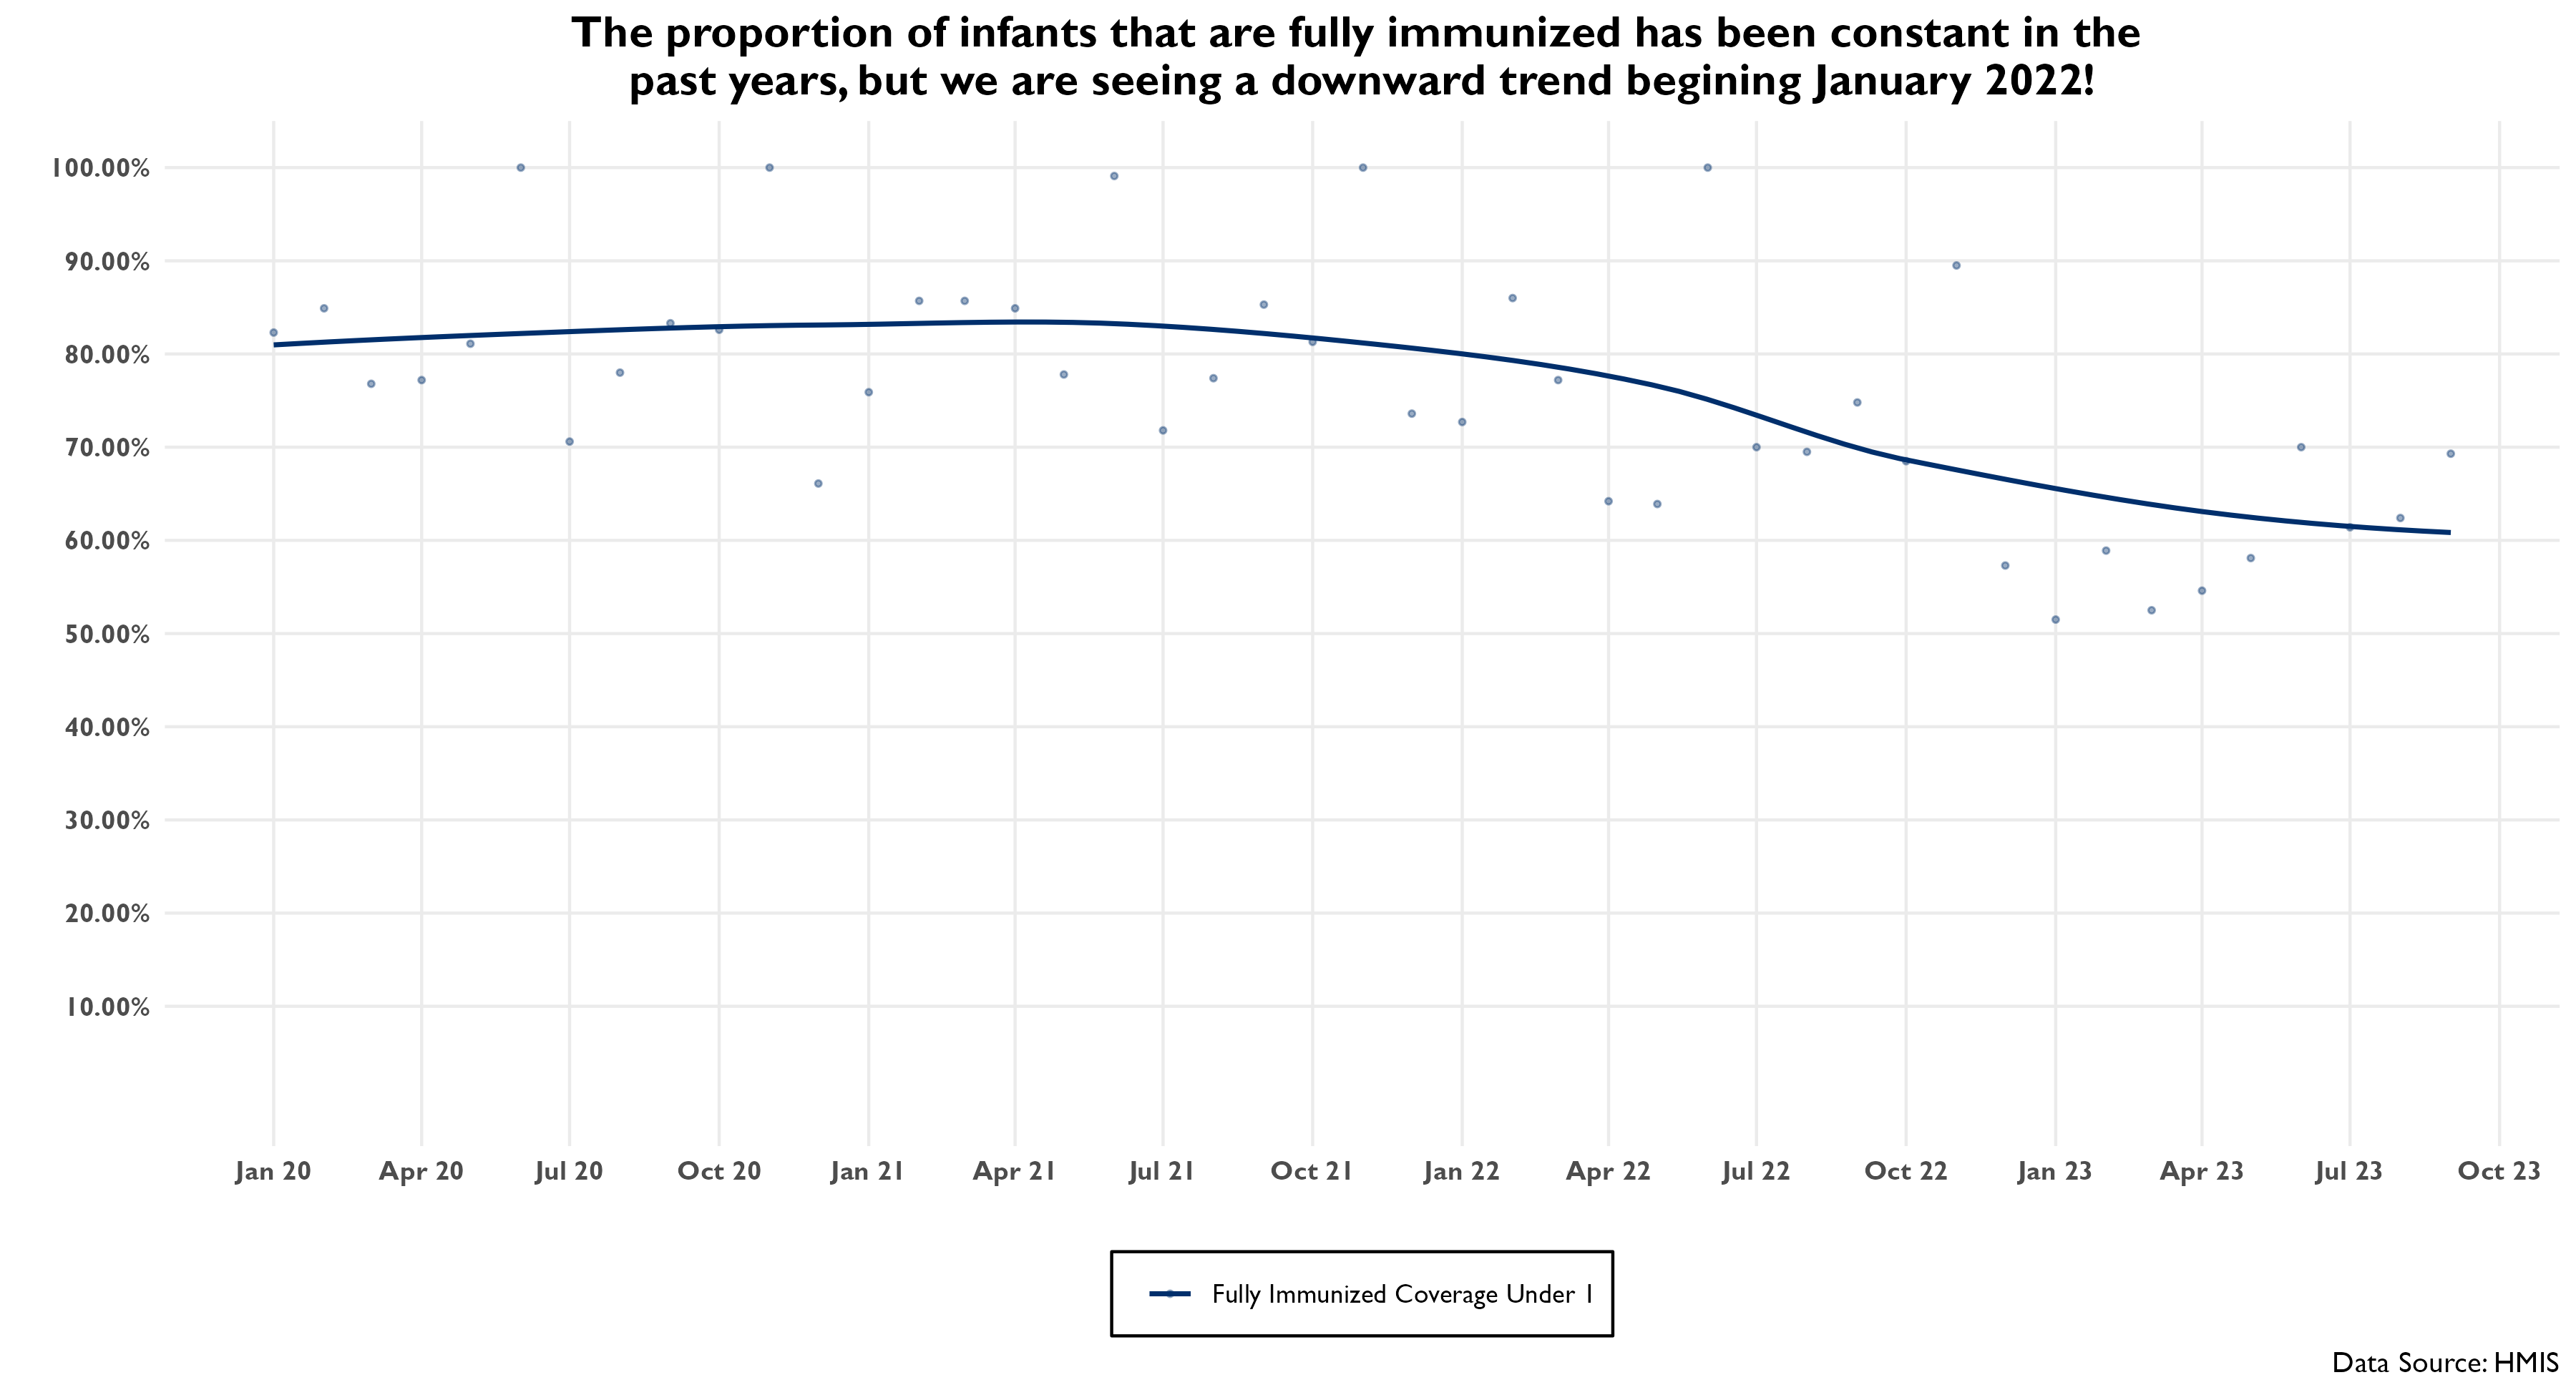 The proportion of infants that are fully immunized has been constant in the
past years, but we are seeing a downward trend begining January 2022!
100.00%
90.00%
80.00%
70.00%
60.00%
50.00%
40.00%
30.00%
20.00%
10.00%
Jan 20 Apr 20 Jul 20 Oct 20 Jan 21 Apr 21 Jul 21 Oct 21 Jan 22 Apr 22 Jul 22 Oct 22 Jan 23 Apr 23 Jul 23 Oct 23
Fully Immunized Coverage Under 1
Data Source: HMIS